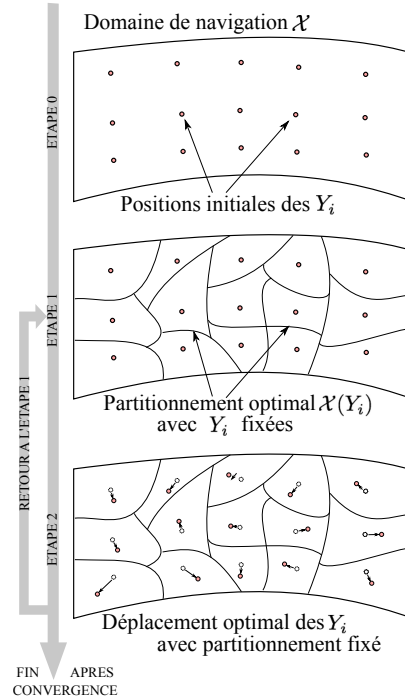 Domaine de navigation X
ETAPE 0
Positions initiales des Y_i
ETAPE 1
Partitionnement optimal X(Y_i)
avec Y_i fixées
RETOUR A L'ETAPE 1
ETAPE 2
Déplacement optimal des Y_i
avec partitionnement fixé
FIN APRES
CONVERGENCE